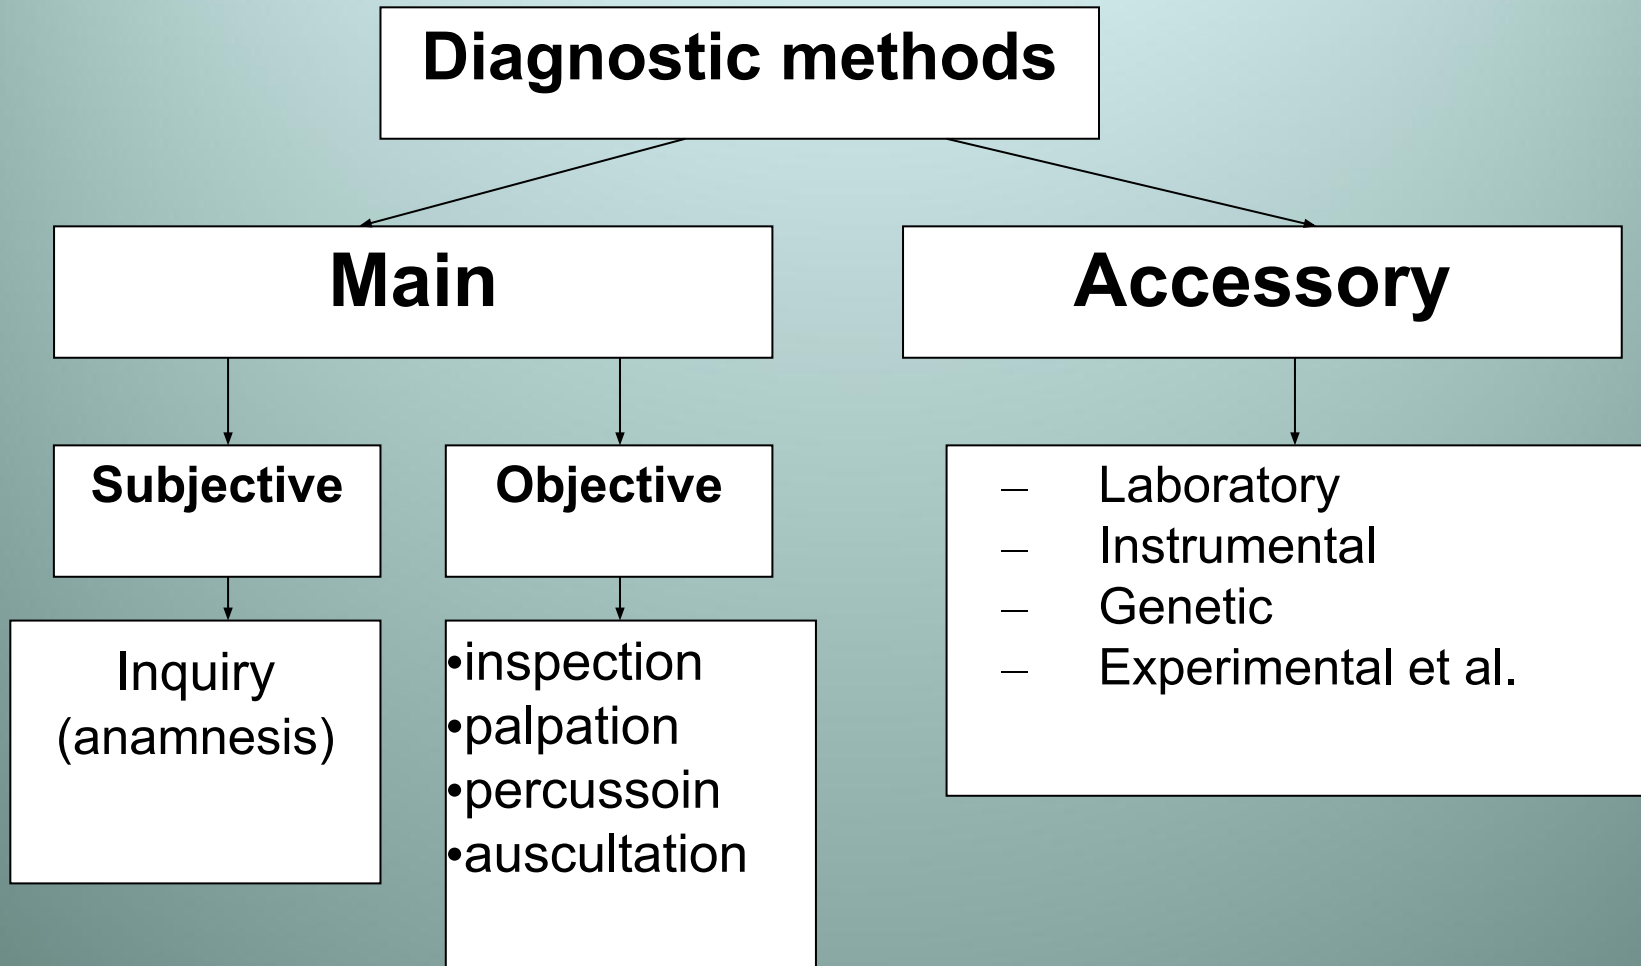 Diagnostic methods
Main
Accessory
Subjective
Objective
Inquiry
(anamnesis)
•inspection
•palpation
•percussoin
•auscultation
– Laboratory
– Instrumental
– Genetic
– Experimental et al.